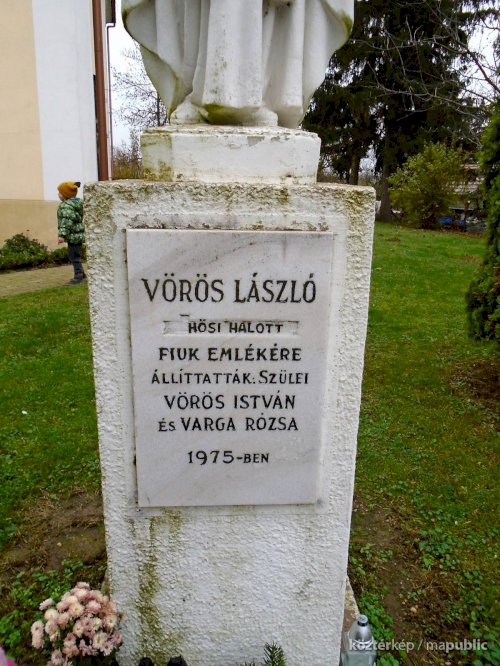 VÖRÖS LÁSZLÓ
HŐSI HALOTT
FIUK EMLÉKÉRE
ÁLLÍTTATTÁK: SZÜLEI
VÖRÖS ISTVÁN
ÉS VARGA RÓZSA
1975-BEN
köztérkép / mapublic